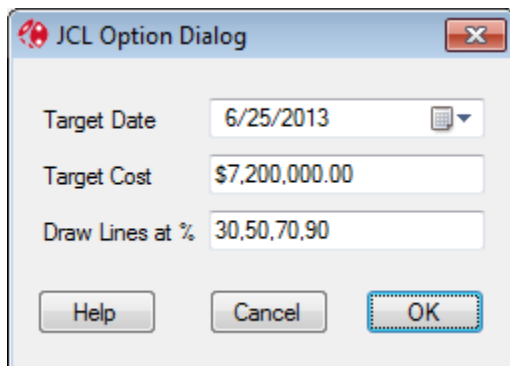 JCL Option Dialog
Target Date 6/25/2013
Target Cost $7,200,000.00
Draw Lines at % 30,50,70,90
Help Cancel OK